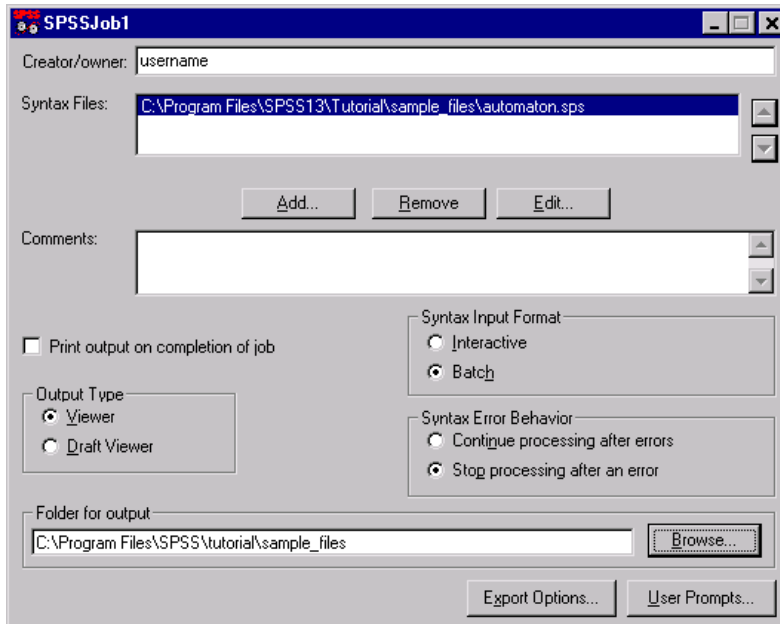 SPSSJob1
Creator/owner: username
Syntax Files: C:\Program Files\SPSS13\Tutorial\sample_files\automaton.sps
Add... Remove Edit...
Comments:
Print output on completion of job
Output Type
Viewer
Draft Viewer
Syntax Input Format
Interactive
Batch
Syntax Error Behavior
Continue processing after errors
Stop processing after an error
Folder for output
C:\Program Files\SPSS\tutorial\sample_files Browse...
Export Options... User Prompts...